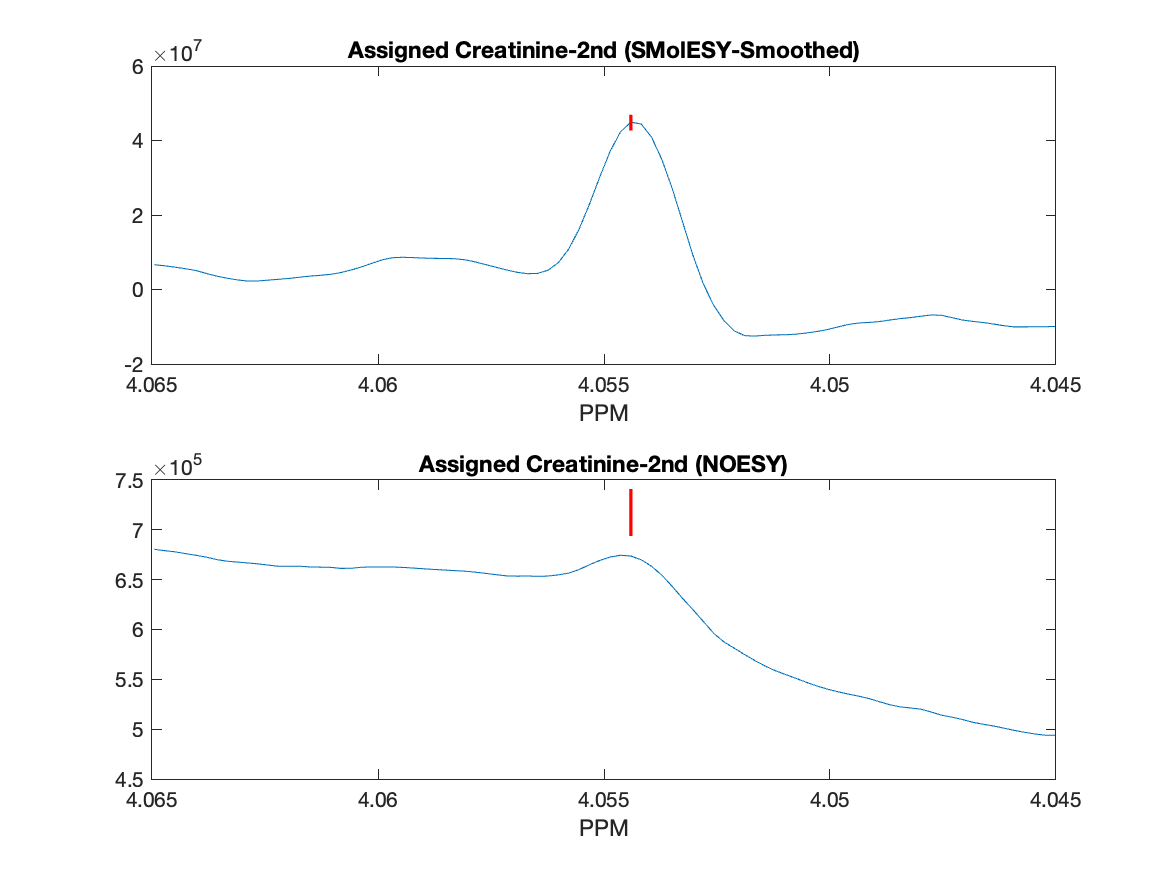 Assigned Creatinine-2nd (SMolESY-Smoothed)
×10⁷
6
4
2
0
-2
4.065 4.06 4.055 4.05 4.045
PPM
Assigned Creatinine-2nd (NOESY)
×10⁵
7.5
7
6.5
6
5.5
5
4.5
4.065 4.06 4.055 4.05 4.045
PPM